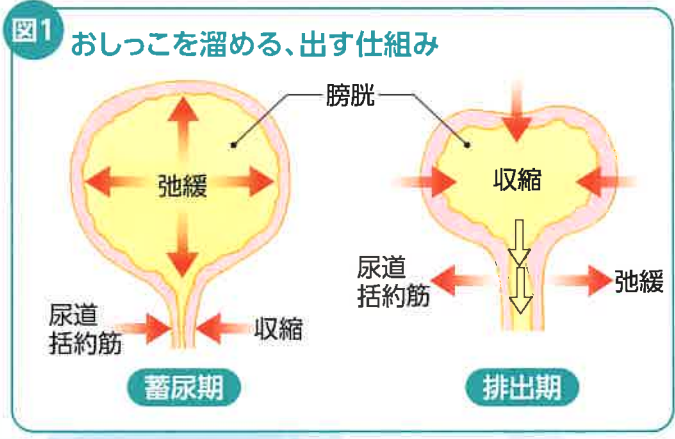 図1
おしっこを溜める、出す仕組み
膀胱
弛緩
収縮
尿道
括約筋
収縮
尿道
括約筋
弛緩
蓄尿期
排出期